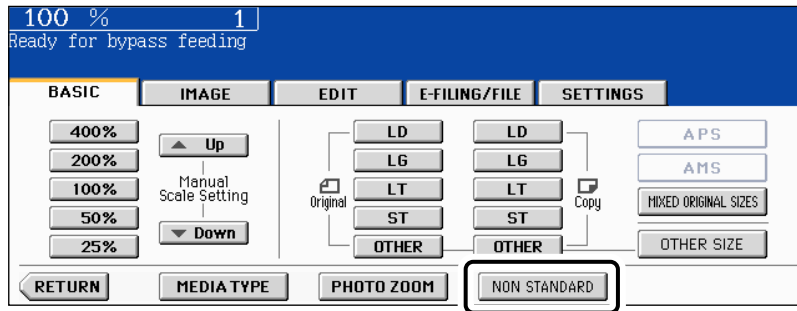 100 % 1
Ready for bypass feeding
BASIC IMAGE EDIT E-FILING/FILE SETTINGS
400%
200%
100%
50%
25%
Up
Manual
Scale Setting
Down
Original
LD
LG
LT
ST
OTHER
LD
LG
LT
ST
OTHER
Copy
APS
AMS
MIXED ORIGINAL SIZES
OTHER SIZE
RETURN MEDIA TYPE PHOTO ZOOM NON STANDARD